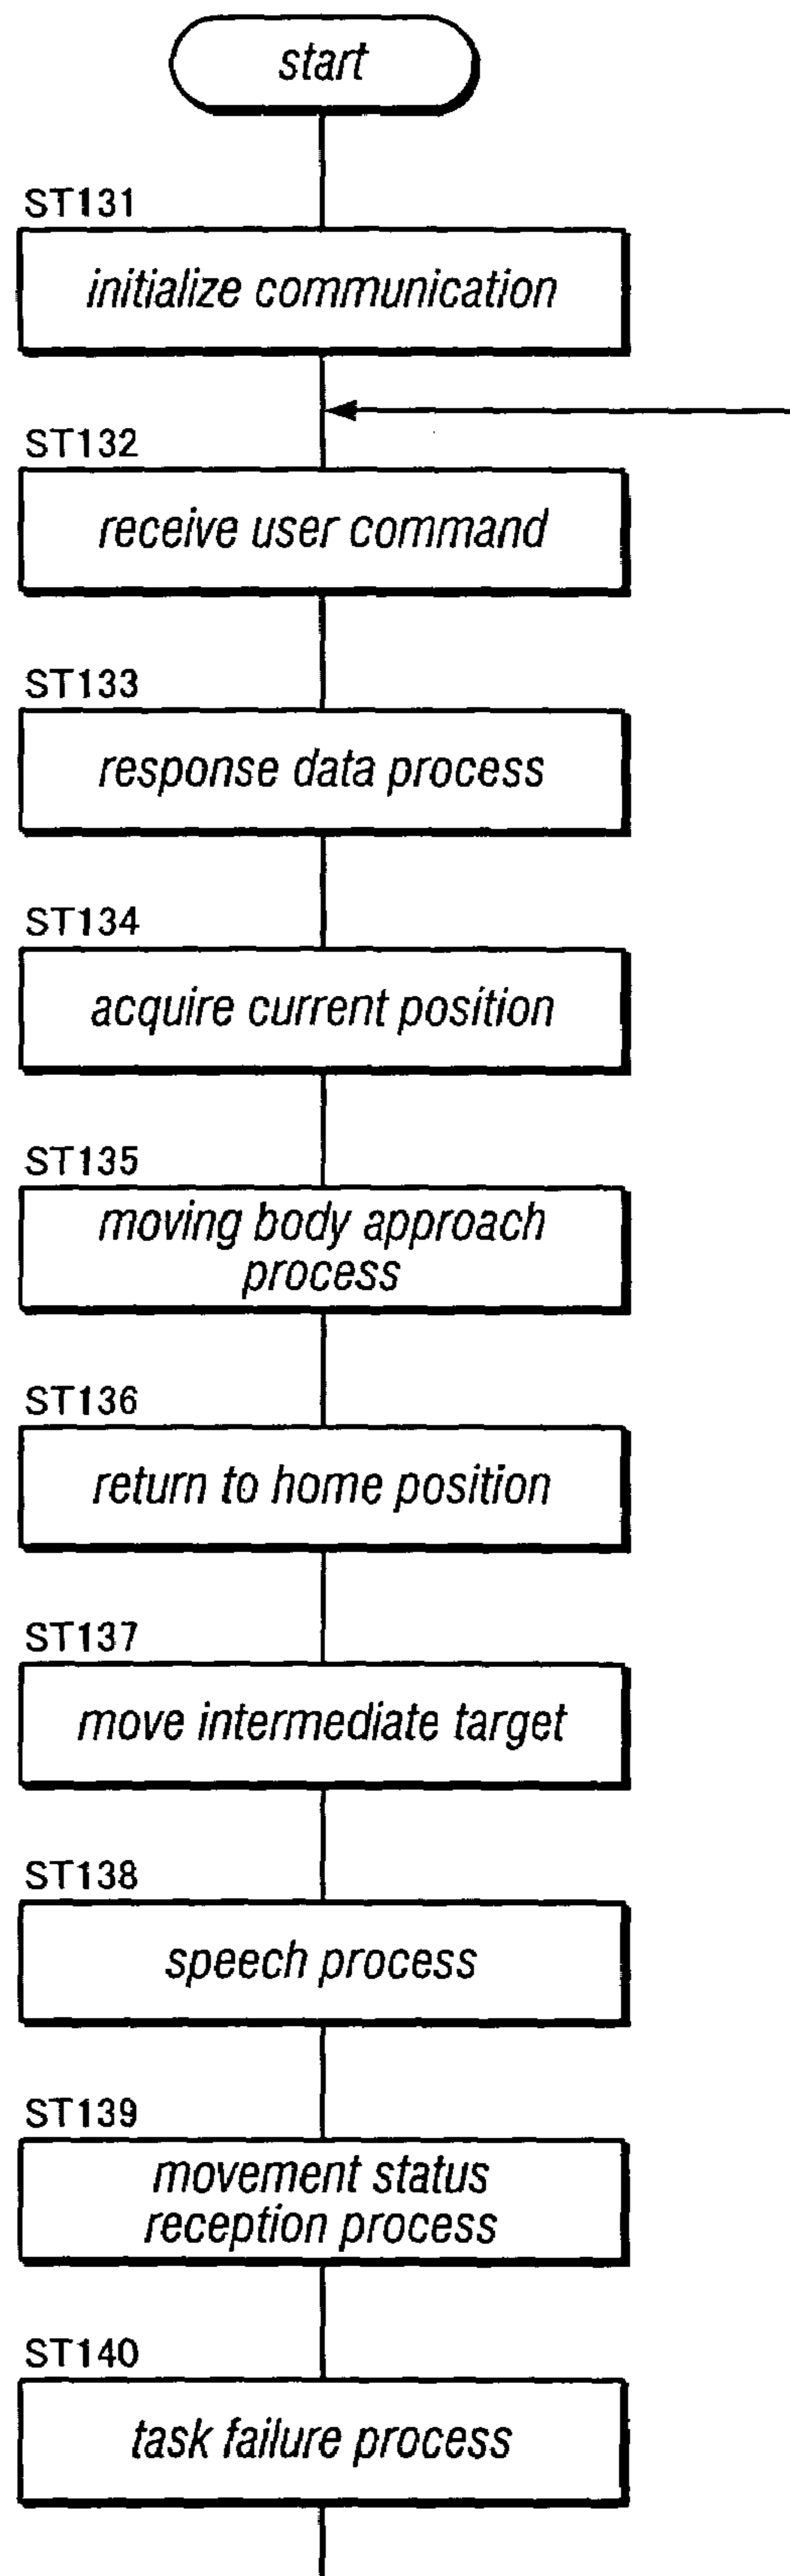 start
ST131
initialize communication
ST132
receive user command
ST133
response data process
ST134
acquire current position
ST135
moving body approach
process
ST136
return to home position
ST137
move intermediate target
ST138
speech process
ST139
movement status
reception process
ST140
task failure process